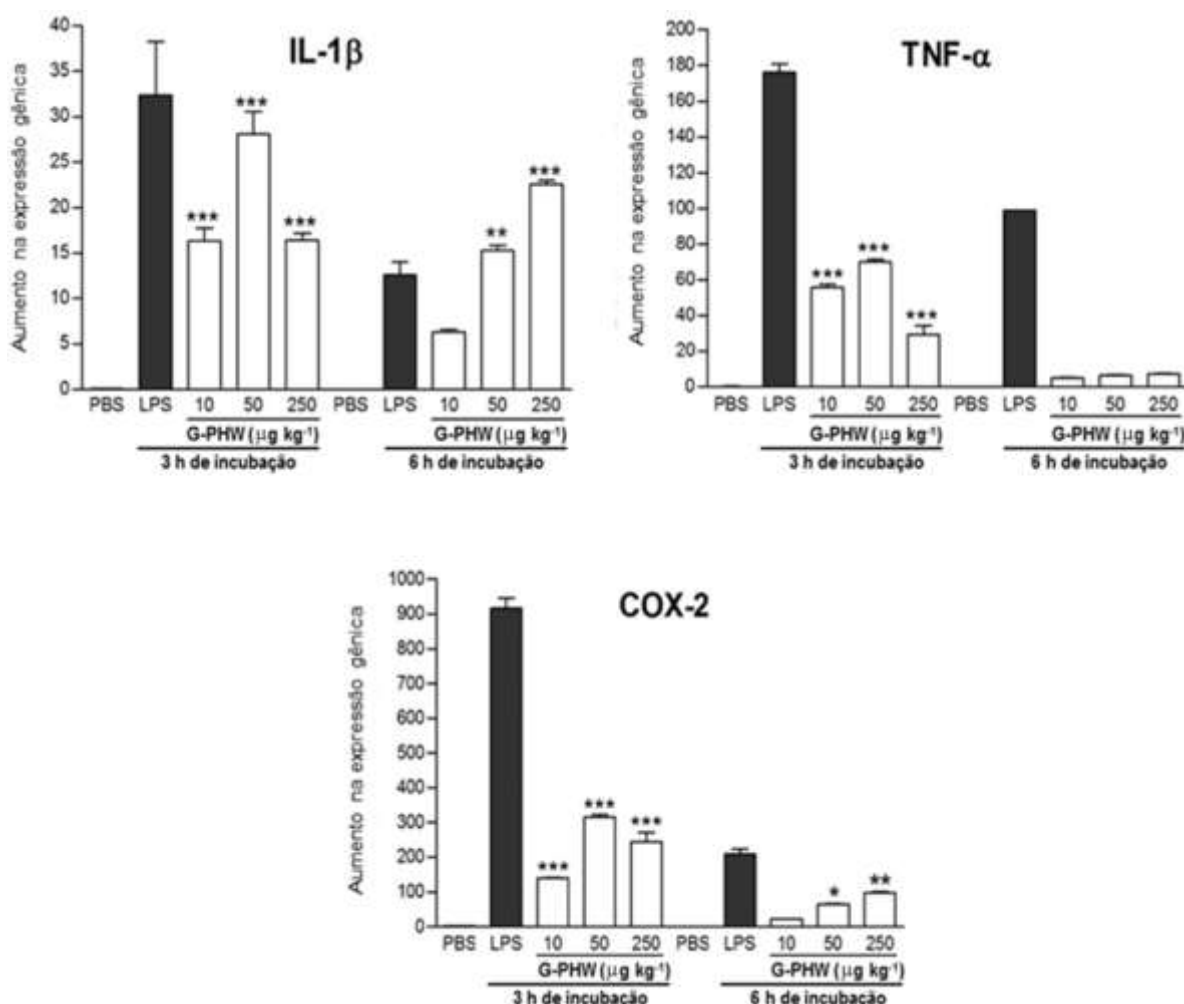 IL-1β
Aumento na expressão gênica
40
35
30
25
20
15
10
5
0
***
***
***
**
***
PBS LPS 10 50 250 PBS LPS 10 50 250
G-PHW (μg kg⁻¹) G-PHW (μg kg⁻¹)
3 h de incubação 6 h de incubação
TNF-α
Aumento na expressão gênica
200
180
160
140
120
100
80
60
40
20
0
***
***
***
PBS LPS 10 50 250 PBS LPS 10 50 250
G-PHW (μg kg⁻¹) G-PHW (μg kg⁻¹)
3 h de incubação 6 h de incubação
COX-2
Aumento na expressão gênica
1000
900
800
700
600
500
400
300
200
100
0
***
***
***
*
**
PBS LPS 10 50 250 PBS LPS 10 50 250
G-PHW (μg kg⁻¹) G-PHW (μg kg⁻¹)
3 h de incubação 6 h de incubação